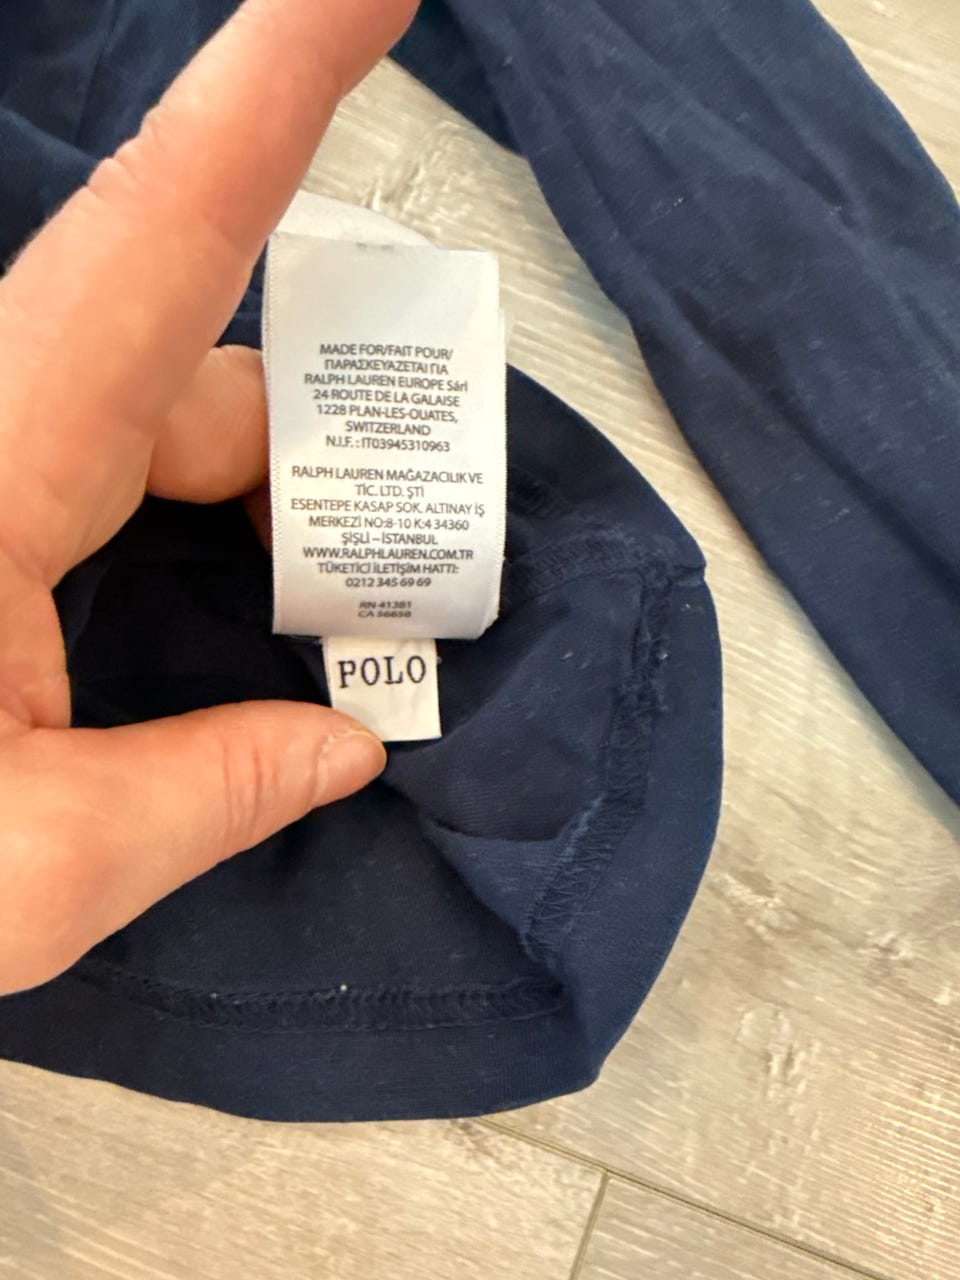 MADE FOR/FAIT POUR/
ΠΑΡΑΣΚΕΥΑΖΕΤΑΙ ΓΙΑ
RALPH LAUREN EUROPE Sárl
24 ROUTE DE LA GALAISE
1228 PLAN-LES-OUATES,
SWITZERLAND
N.I.F. : IT03945310963
RALPH LAUREN MAĞAZACILIK VE
TİC. LTD. ŞTİ
ESENTEPE KASAP SOK. ALTINAY İŞ
MERKEZİ NO:8-10 K:4 34360
ŞİŞLİ – İSTANBUL
WWW.RALPHLAUREN.COM.TR
TÜKETİCİ İLETİŞİM HATTI:
0212 345 69 69
RN 41381
CA 56658
POLO